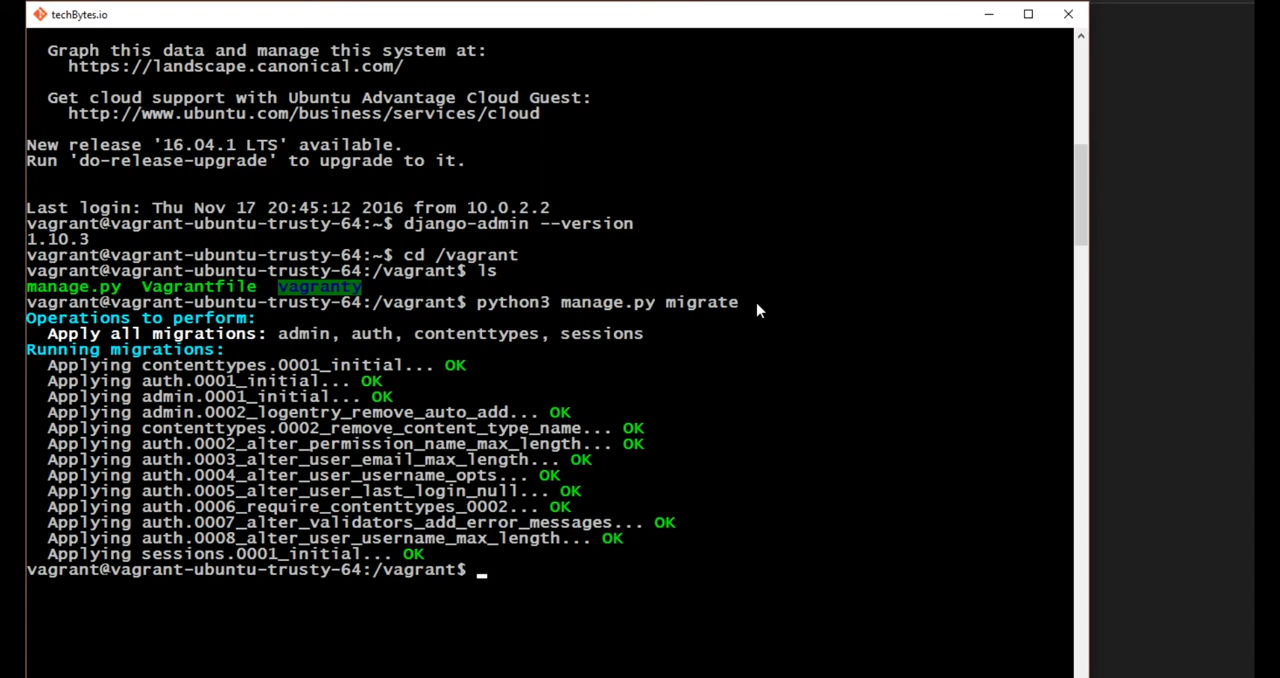 techBytes.io
Graph this data and manage this system at:
https://landscape.canonical.com/
Get cloud support with Ubuntu Advantage Cloud Guest:
http://www.ubuntu.com/business/services/cloud
New release '16.04.1 LTS' available.
Run 'do-release-upgrade' to upgrade to it.
Last login: Thu Nov 17 20:45:12 2016 from 10.0.2.2
vagrant@vagrant-ubuntu-trusty-64:~$ django-admin --version
1.10.3
vagrant@vagrant-ubuntu-trusty-64:~$ cd /vagrant
vagrant@vagrant-ubuntu-trusty-64:/vagrant$ ls
manage.py  Vagrantfile  vagranty
vagrant@vagrant-ubuntu-trusty-64:/vagrant$ python3 manage.py migrate
Operations to perform:
Apply all migrations: admin, auth, contenttypes, sessions
Running migrations:
Applying contenttypes.0001_initial... OK
Applying auth.0001_initial... OK
Applying admin.0001_initial... OK
Applying admin.0002_logentry_remove_auto_add... OK
Applying contenttypes.0002_remove_content_type_name... OK
Applying auth.0002_alter_permission_name_max_length... OK
Applying auth.0003_alter_user_email_max_length... OK
Applying auth.0004_alter_user_username_opts... OK
Applying auth.0005_alter_user_last_login_null... OK
Applying auth.0006_require_contenttypes_0002... OK
Applying auth.0007_alter_validators_add_error_messages... OK
Applying auth.0008_alter_user_username_max_length... OK
Applying sessions.0001_initial... OK
vagrant@vagrant-ubuntu-trusty-64:/vagrant$